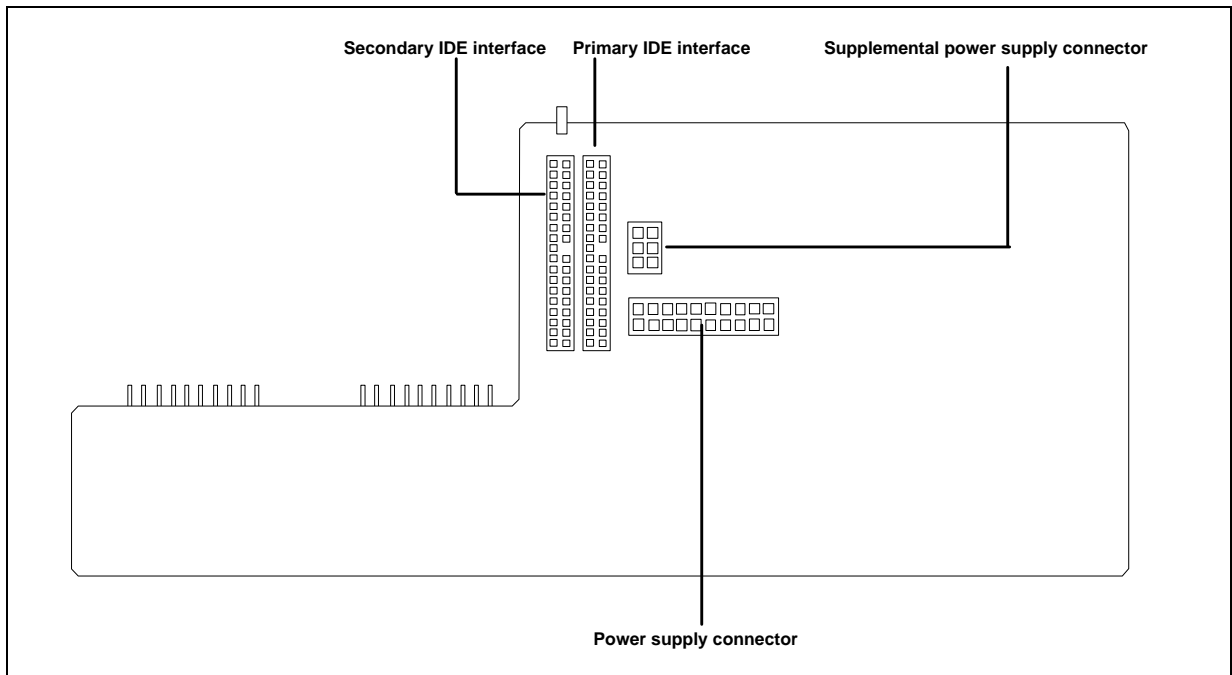 Secondary IDE interface
Primary IDE interface
Supplemental power supply connector
Power supply connector